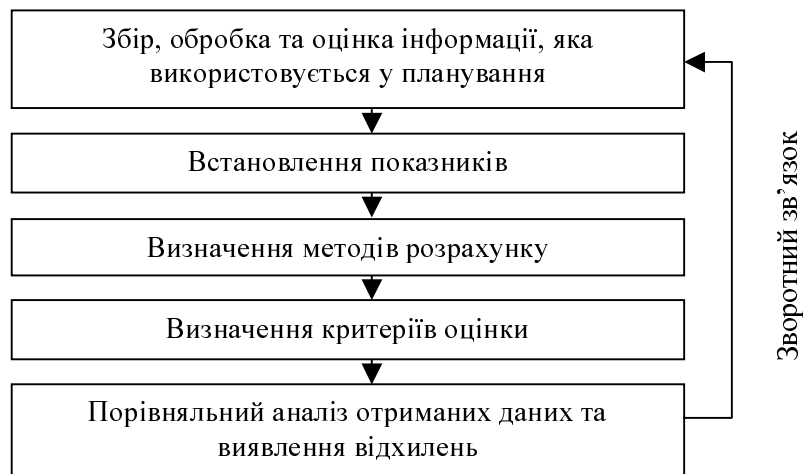 Збір, обробка та оцінка інформації, яка
використовується у планування
Встановлення показників
Визначення методів розрахунку
Визначення критеріїв оцінки
Порівняльний аналіз отриманих даних та
виявлення відхилень
Зворотний зв’язок